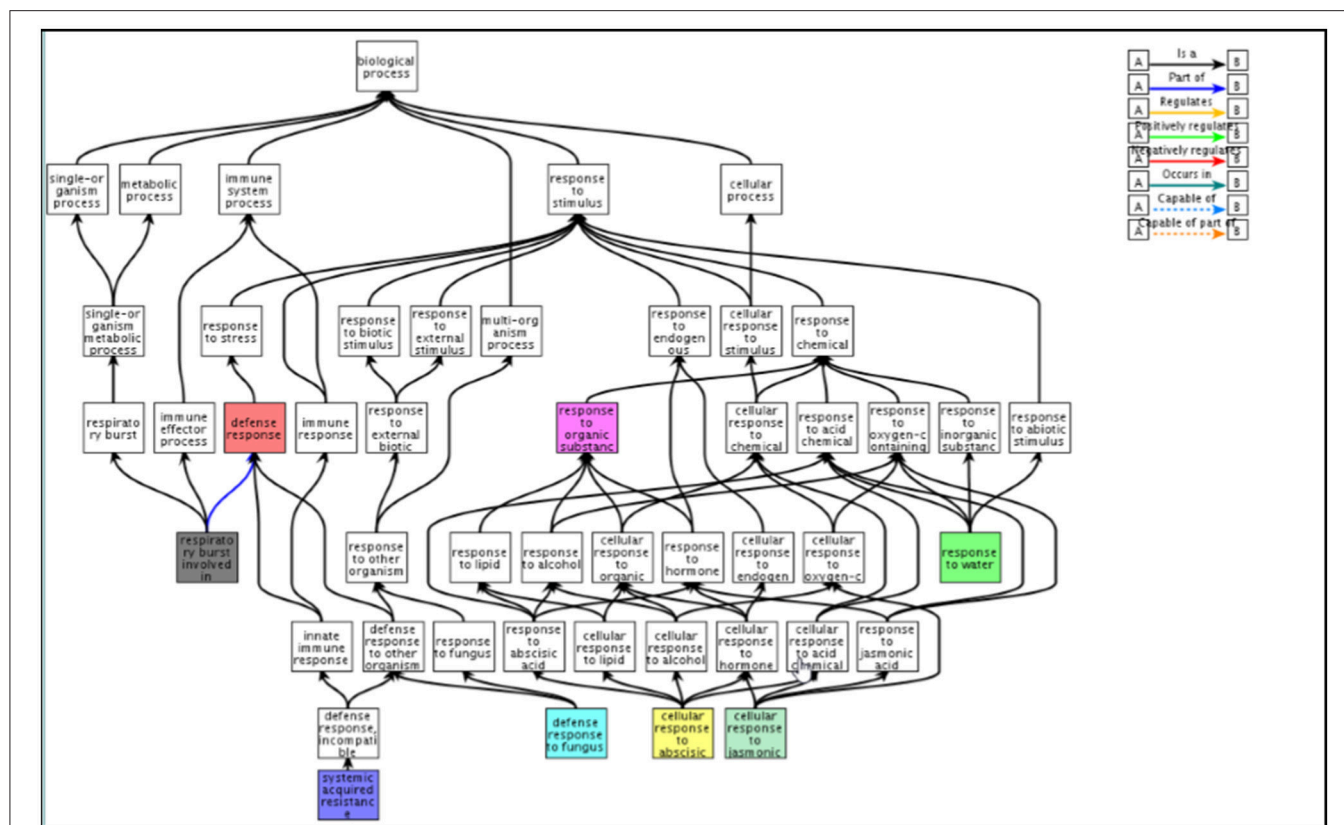 biological
process
A
Is a
B
A
Part of
B
A
Regulates
B
A
Positively regulates
B
A
Negatively regulates
B
A
Occurs in
B
A
Capable of
B
A
Capable of part of
B
single-or
ganism
process
metabolic
process
immune
system
process
response
to
stimulus
cellular
process
single-or
ganism
metabolic
process
response
to stress
response
to biotic
stimulus
response
to
external
stimulus
multi-org
anism
process
response
to
endogen
ous
cellular
response
to
stimulus
response
to
chemical
respirato
ry burst
immune
effector
process
defense
response
immune
response
response
to
external
biotic
response
to
organic
substanc
cellular
response
to
chemical
response
to acid
chemical
response
to
oxygen-c
ontaining
response
to
inorganic
substanc
response
to abiotic
stimulus
respirato
ry burst
involved
in
response
to other
organism
response
to lipid
response
to alcohol
cellular
response
to
organic
response
to
hormone
cellular
response
to
endogen
cellular
response
to
oxygen-c
response
to water
innate
immune
response
defense
response
to other
organism
response
to fungus
response
to
abscisic
acid
cellular
response
to lipid
cellular
response
to alcohol
cellular
response
to
hormone
cellular
response
to acid
chemical
response
to
jasmonic
acid
defense
response,
incompati
ble
defense
response
to fungus
cellular
response
to
abscisic
cellular
response
to
jasmonic
systemic
acquired
resistanc
e